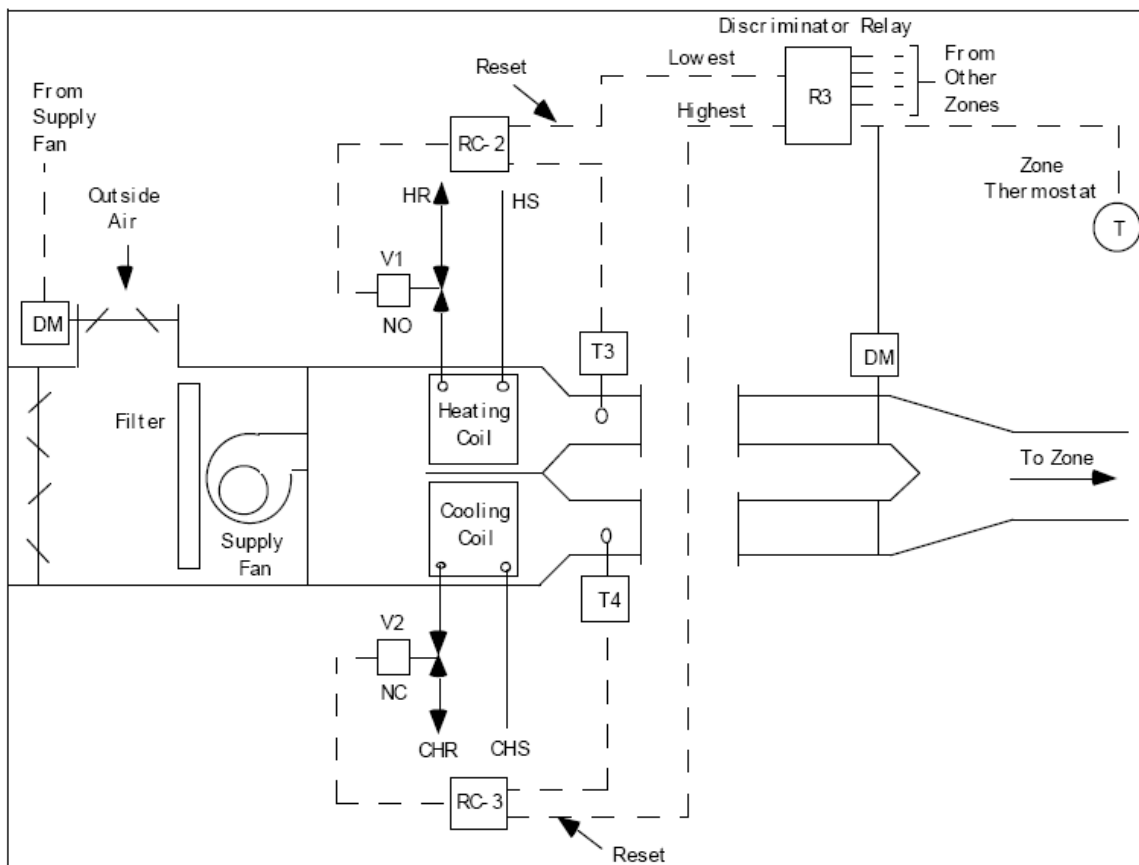 Discriminator Relay
From
Supply
Fan
Reset
Lowest
Highest
R3
From
Other
Zones
RC-2
Outside
Air
HR
HS
Zone
Thermostat
T
V1
NO
DM
T3
DM
Filter
Heating
Coil
To Zone
Cooling
Coil
Supply
Fan
T4
V2
NC
CHR
CHS
RC-3
Reset